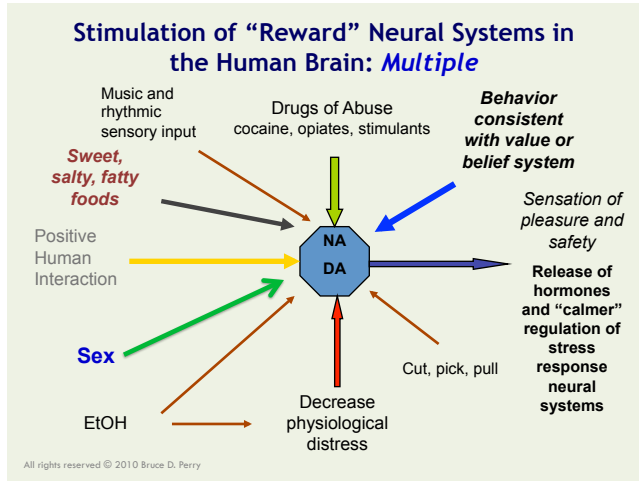 Stimulation of “Reward” Neural Systems in
the Human Brain: Multiple
Music and
rhythmic
sensory input
Drugs of Abuse
cocaine, opiates, stimulants
Behavior
consistent
with value or
belief system
Sweet,
salty, fatty
foods
Sensation of
pleasure and
safety
Positive
Human
Interaction
NA
DA
Release of
hormones
and “calmer”
regulation of
stress
response
neural
systems
Sex
Cut, pick, pull
EtOH
Decrease
physiological
distress
All rights reserved © 2010 Bruce D. Perry